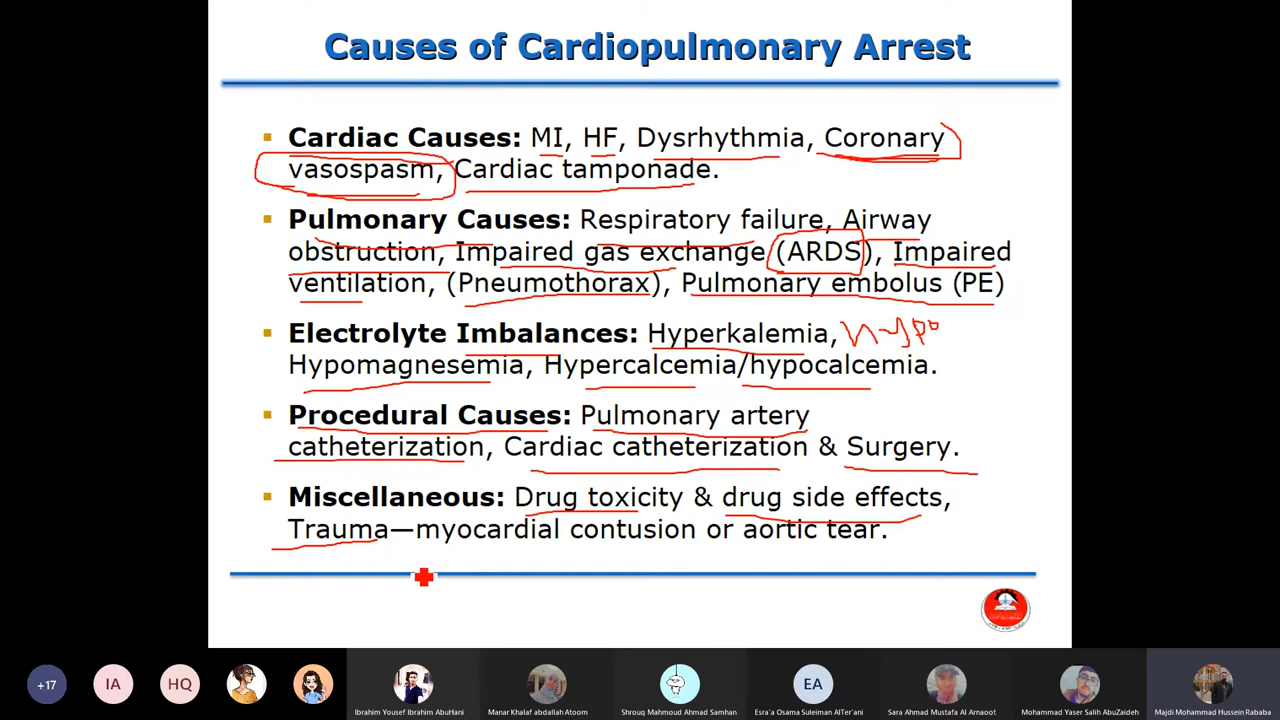 Causes of Cardiopulmonary Arrest
▪ Cardiac Causes: MI, HF, Dysrhythmia, Coronary
vasospasm, Cardiac tamponade.
▪ Pulmonary Causes: Respiratory failure, Airway
obstruction, Impaired gas exchange (ARDS), Impaired
ventilation, (Pneumothorax), Pulmonary embolus (PE)
▪ Electrolyte Imbalances: Hyperkalemia, Hypo
Hypomagnesemia, Hypercalcemia/hypocalcemia.
▪ Procedural Causes: Pulmonary artery
catheterization, Cardiac catheterization & Surgery.
▪ Miscellaneous: Drug toxicity & drug side effects,
Trauma—myocardial contusion or aortic tear.
+17 IA HQ EA
Ibrahim Yousef Ibrahim AbuHani Manar Khalaf abdallah Atoom Shroug Mahmoud Ahmad Samhan Esra'a Osama Suleiman AlTer'ani Sara Ahmad Mustafa Al Arnaoot Mohammad Yaser Salih AbuZaideh Majdi Mohammad Hussein Rababa